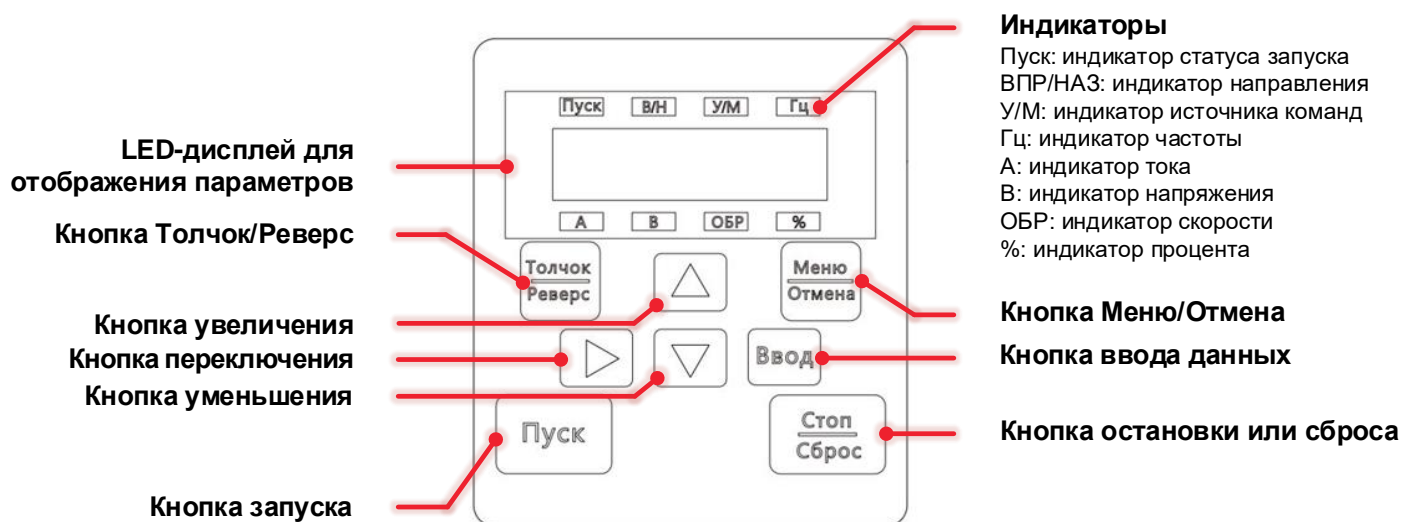 Индикаторы
Пуск: индикатор статуса запуска
ВПР/НАЗ: индикатор направления
У/М: индикатор источника команд
Гц: индикатор частоты
А: индикатор тока
В: индикатор напряжения
ОБР: индикатор скорости
%: индикатор процента
Пуск В/Н У/М Гц
LED-дисплей для
отображения параметров
А В ОБР %
Кнопка Толчок/Реверс
Толчок
Реверс
Меню
Отмена
Кнопка Меню/Отмена
Кнопка увеличения
Кнопка переключения
Ввод
Кнопка ввода данных
Кнопка уменьшения
Пуск
Стоп
Сброс
Кнопка остановки или сброса
Кнопка запуска